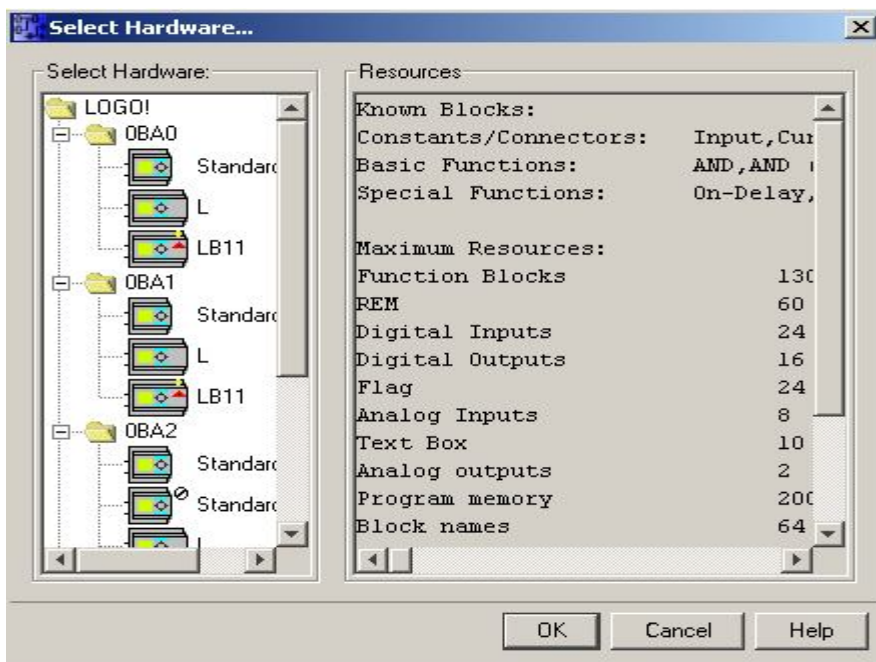 Select Hardware...
Select Hardware:
LOGO!
0BA0
Standard
L
LB11
0BA1
Standard
L
LB11
0BA2
Standard
Standard
L
Resources
Known Blocks:
Constants/Connectors: Input,Cur
Basic Functions: AND,AND
Special Functions: On-Delay,
Maximum Resources:
Function Blocks 130
REM 60
Digital Inputs 24
Digital Outputs 16
Flag 24
Analog Inputs 8
Text Box 10
Analog outputs 2
Program memory 200
Block names 64
OK
Cancel
Help